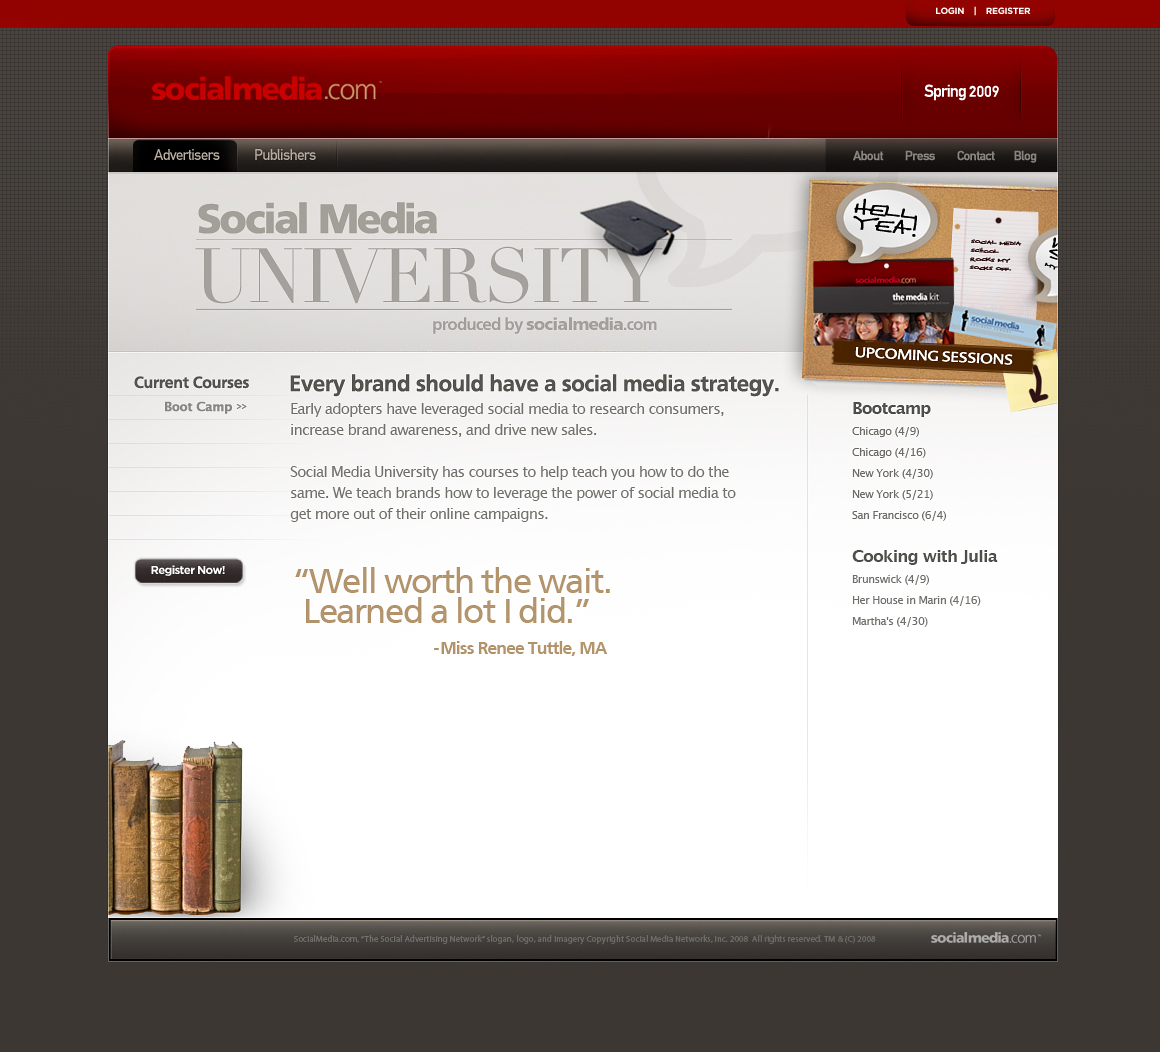 LOGIN | REGISTER
socialmedia.com
Spring 2009
Advertisers Publishers
About Press Contact Blog
Social Media
UNIVERSITY
produced by socialmedia.com
HELL YEA!
SOCIAL MEDIA
SCHOOL
ROCKS MY
SOCKS OFF.
socialmedia.com
the media kit
social media
UPCOMING SESSIONS
Current Courses
Boot Camp >>
Register Now!
Every brand should have a social media strategy.
Early adopters have leveraged social media to research consumers,
increase brand awareness, and drive new sales.
Social Media University has courses to help teach you how to do the
same. We teach brands how to leverage the power of social media to
get more out of their online campaigns.
“Well worth the wait.
Learned a lot I did.”
-Miss Renee Tuttle, MA
Bootcamp
Chicago (4/9)
Chicago (4/16)
New York (4/30)
New York (5/21)
San Francisco (6/4)
Cooking with Julia
Brunswick (4/9)
Her House in Marin (4/16)
Martha's (4/30)
SocialMedia.com, "The Social Advertising Network" slogan, logo, and imagery Copyright Social Media Networks, Inc. 2008 All rights reserved. TM & (C) 2008
socialmedia.com™